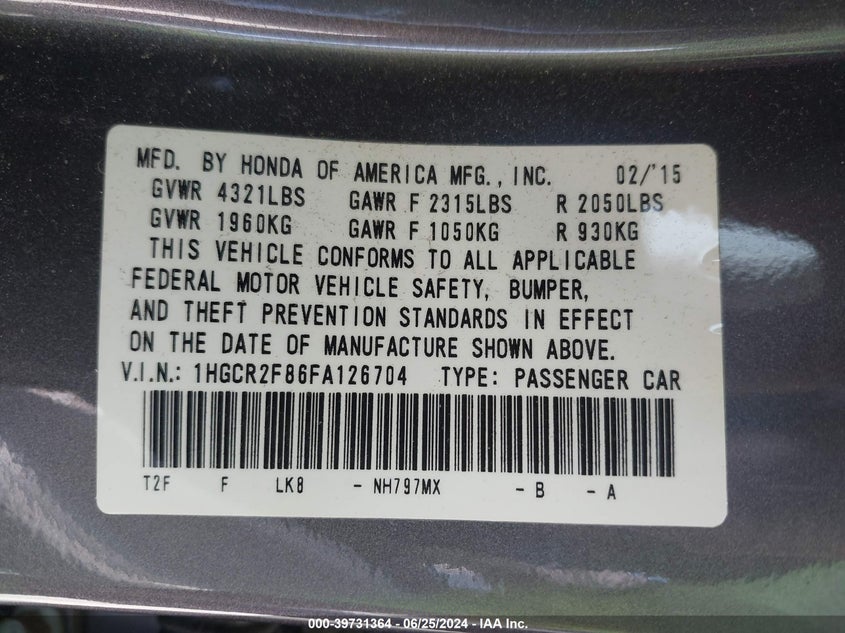 MFD. BY HONDA OF AMERICA MFG., INC. 02/'15
GVWR 4321LBS GAWR F 2315LBS R 2050LBS
GVWR 1960KG GAWR F 1050KG R 930KG
THIS VEHICLE CONFORMS TO ALL APPLICABLE
FEDERAL MOTOR VEHICLE SAFETY, BUMPER,
AND THEFT PREVENTION STANDARDS IN EFFECT
ON THE DATE OF MANUFACTURE SHOWN ABOVE.
V.I.N.: 1HGCR2F86FA126704 TYPE: PASSENGER CAR
T2F F LK8 - NH797MX - B - A
000-39731364 - 06/25/2024 - IAA Inc.